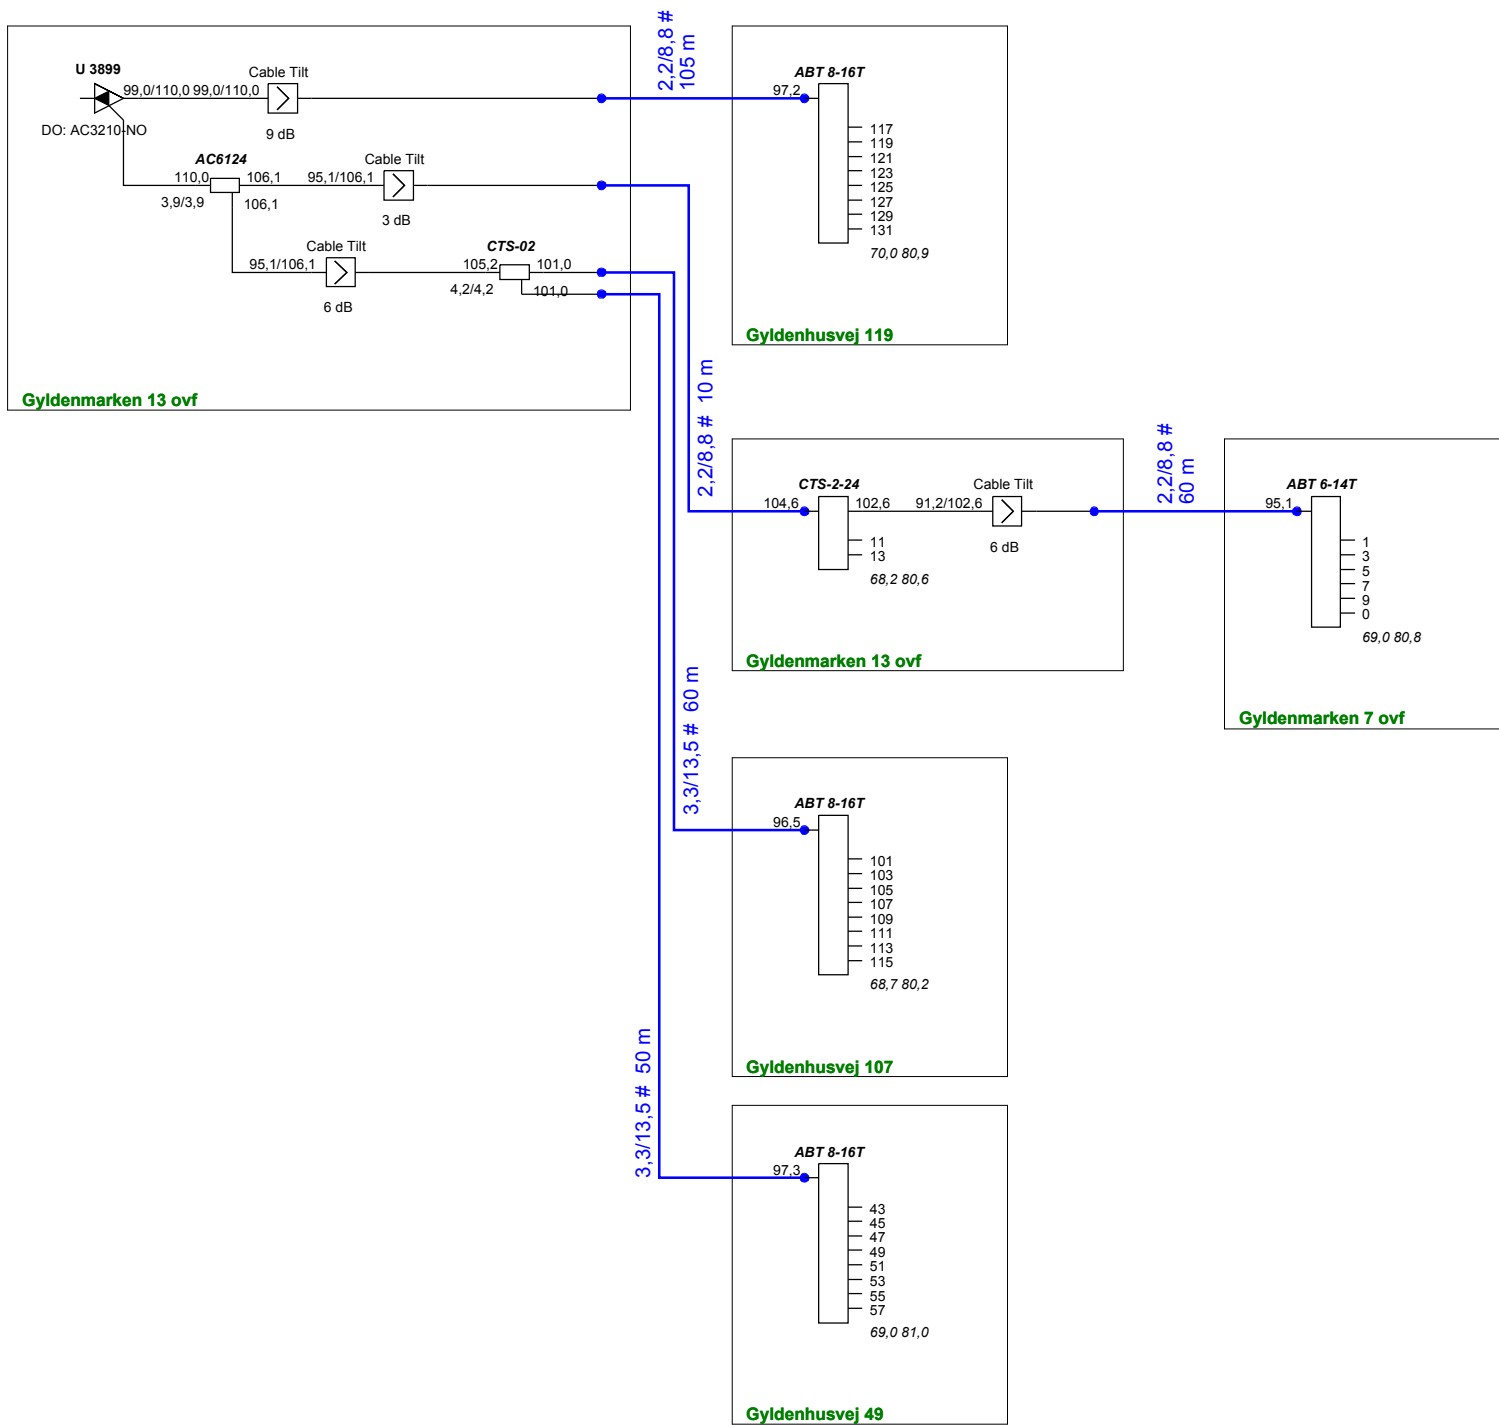 U 3899
99,0/110,0 99,0/110,0
Cable Tilt
9 dB
DO: AC3210-NO
AC6124
110,0
106,1
3,9/3,9
106,1
95,1/106,1
Cable Tilt
3 dB
95,1/106,1
Cable Tilt
6 dB
CTS-02
105,2
101,0
4,2/4,2
101,0
Gyldenmarken 13 ovf
2,2/8,8 #
105 m
ABT 8-16T
97,2
117
119
121
123
125
127
129
131
70,0 80,9
Gyldenhusvej 119
2,2/8,8 # 10 m
CTS-2-24
104,6
102,6
91,2/102,6
Cable Tilt
6 dB
11
13
68,2 80,6
Gyldenmarken 13 ovf
2,2/8,8 #
60 m
ABT 6-14T
95,1
1
3
5
7
9
0
69,0 80,8
Gyldenmarken 7 ovf
3,3/13,5 # 60 m
ABT 8-16T
96,5
101
103
105
107
109
111
113
115
68,7 80,2
Gyldenhusvej 107
3,3/13,5 # 50 m
ABT 8-16T
97,3
43
45
47
49
51
53
55
57
69,0 81,0
Gyldenhusvej 49